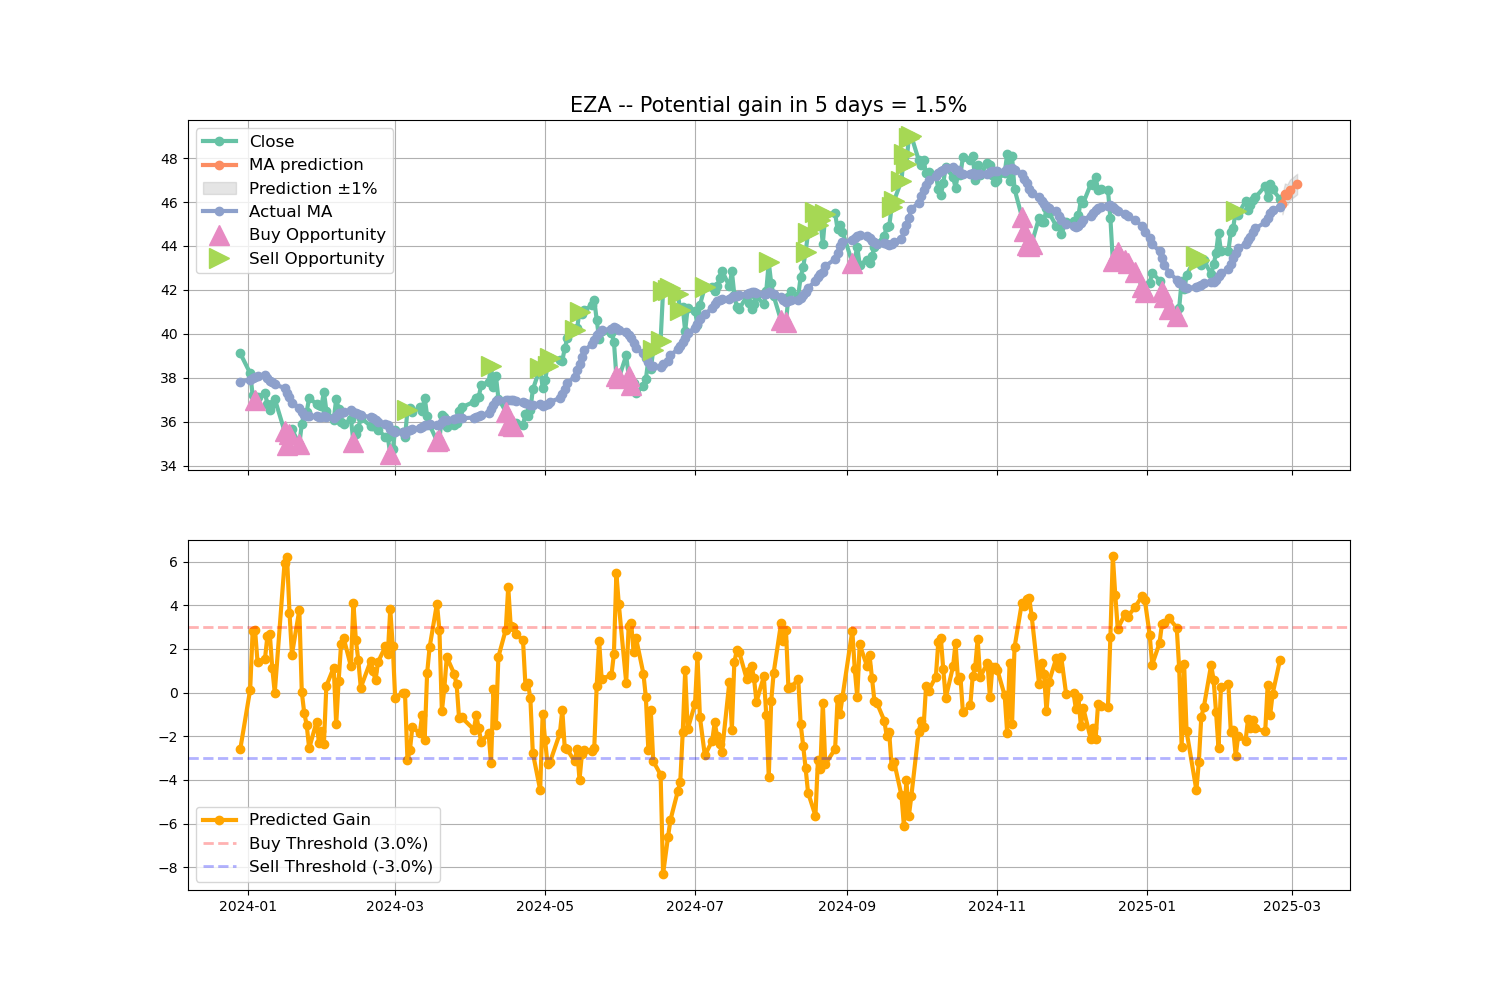 EZA -- Potential gain in 5 days = 1.5%
Close
MA prediction
Prediction ±1%
Actual MA
Buy Opportunity
Sell Opportunity
48
46
44
42
40
38
36
34
6
4
2
0
−2
−4
−6
−8
Predicted Gain
Buy Threshold (3.0%)
Sell Threshold (-3.0%)
2024-01 2024-03 2024-05 2024-07 2024-09 2024-11 2025-01 2025-03